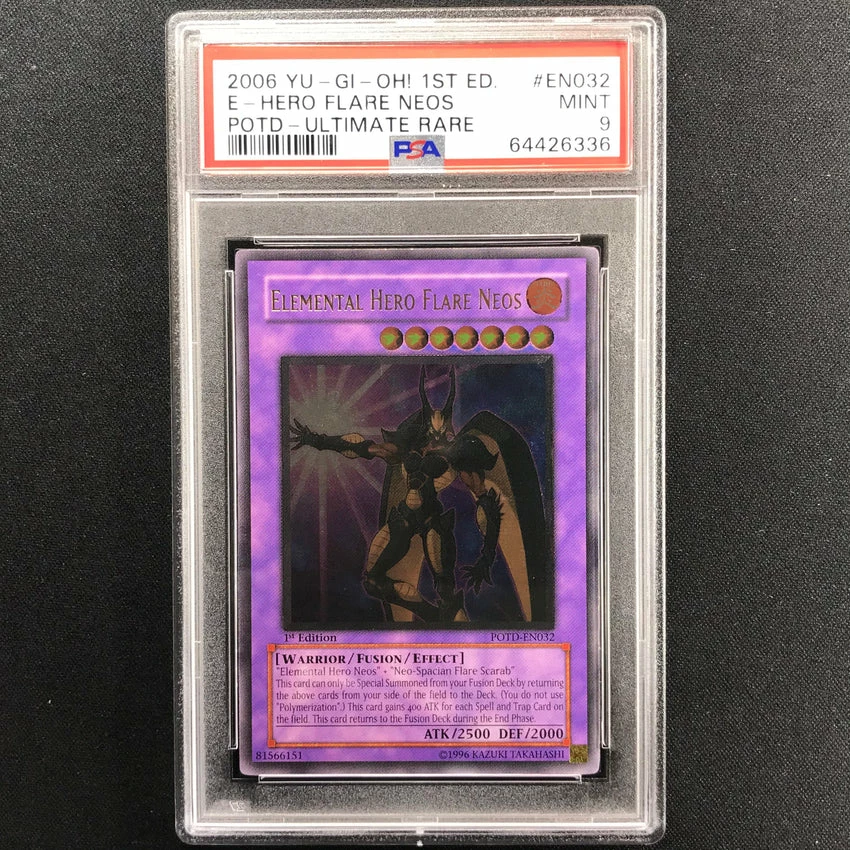 2006 YU-GI-OH! 1ST ED. #EN032
E-HERO FLARE NEOS MINT
POTD-ULTIMATE RARE 9
PSA 64426336
ELEMENTAL HERO FLARE NEOS
1st Edition POTD-EN032
[WARRIOR/FUSION/EFFECT]
"Elemental Hero Neos" + "Neo-Spacian Flare Scarab"
This card can only be Special Summoned from your Fusion Deck by returning
the above cards from your side of the field to the Deck. (You do not use
"Polymerization".) This card gains 400 ATK for each Spell and Trap Card on
the field. This card returns to the Fusion Deck during the End Phase.
ATK/2500 DEF/2000
81566151 ©1996 KAZUKI TAKAHASHI